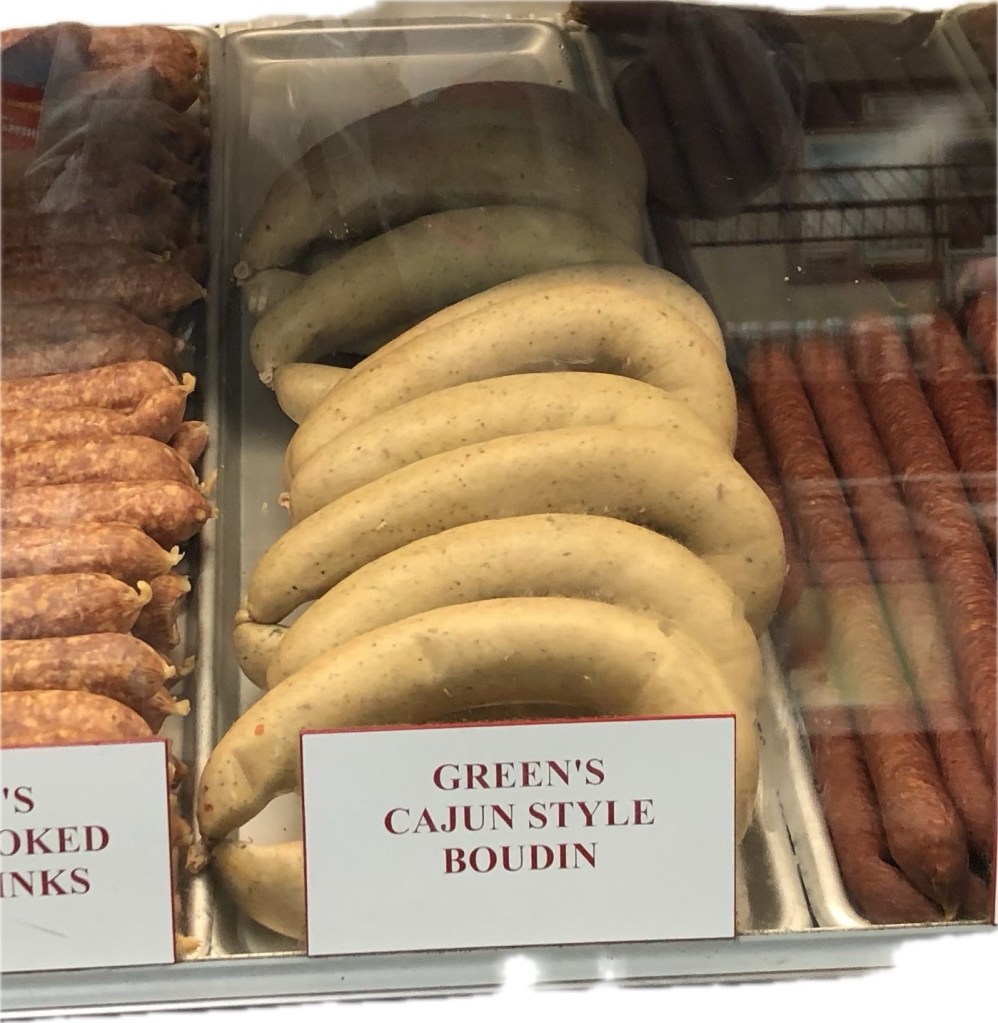 'S
OKED
INKS
GREEN'S
CAJUN STYLE
BOUDIN